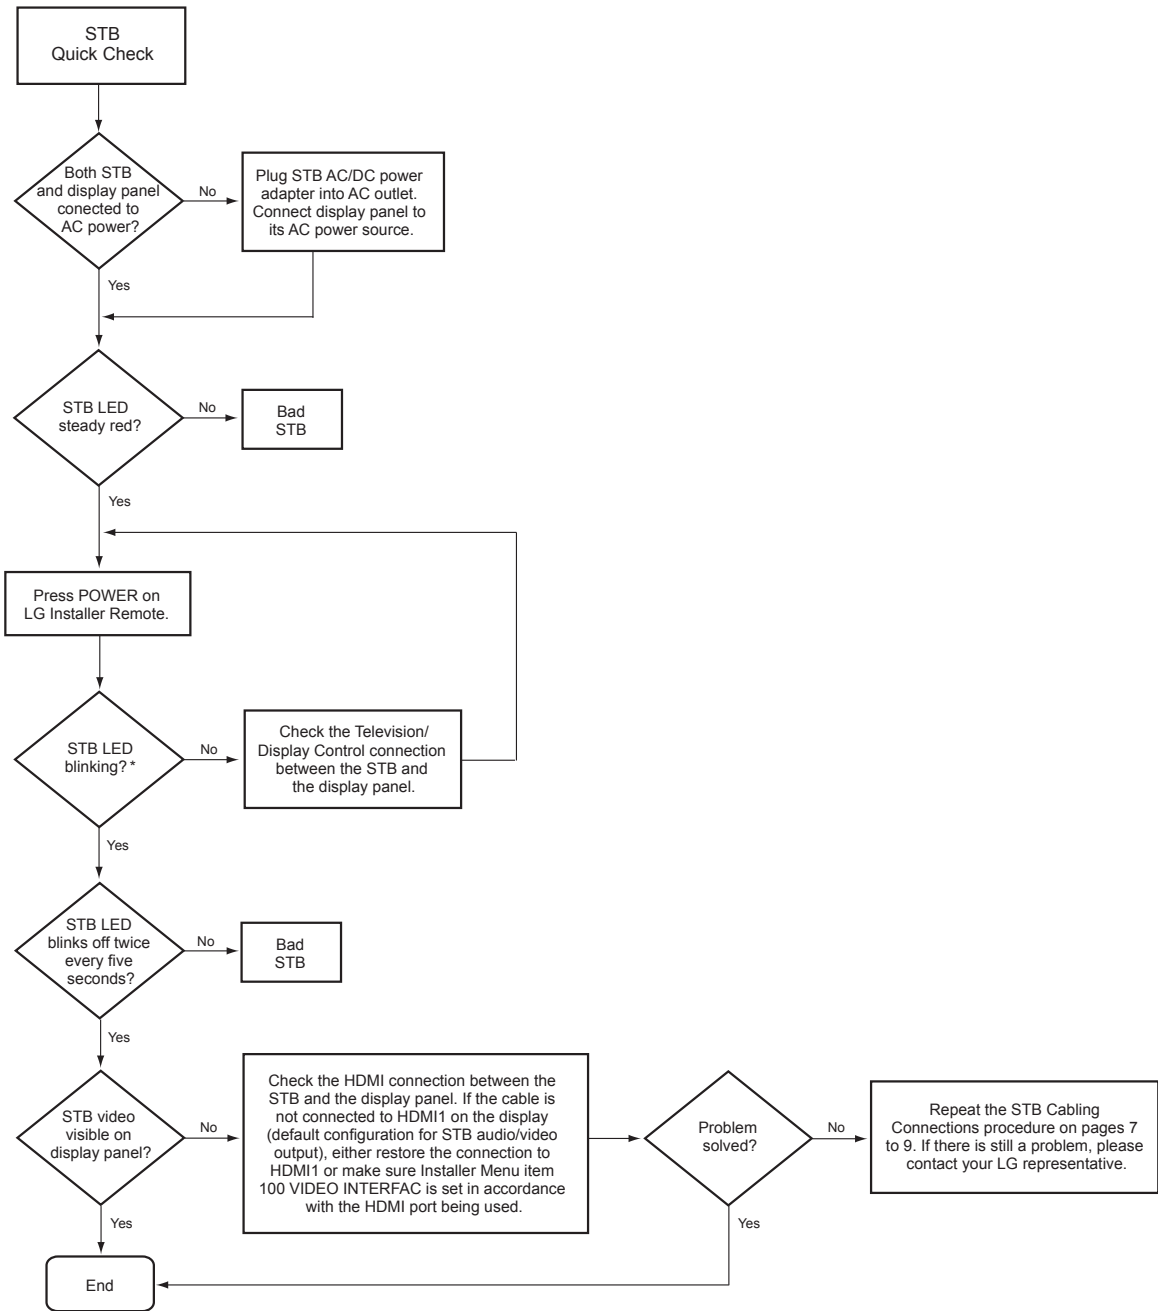 STB
Quick Check
Both STB
and display panel
conected to
AC power?
No
Plug STB AC/DC power
adapter into AC outlet.
Connect display panel to
its AC power source.
Yes
STB LED
steady red?
No
Bad
STB
Yes
Press POWER on
LG Installer Remote.
STB LED
blinking? *
No
Check the Television/
Display Control connection
between the STB and
the display panel.
Yes
STB LED
blinks off twice
every five
seconds?
No
Bad
STB
Yes
STB video
visible on
display panel?
No
Check the HDMI connection between the
STB and the display panel. If the cable is
not connected to HDMI1 on the display
(default configuration for STB audio/video
output), either restore the connection to
HDMI1 or make sure Installer Menu item
100 VIDEO INTERFAC is set in accordance
with the HDMI port being used.
Problem
solved?
No
Repeat the STB Cabling
Connections procedure on pages 7
to 9. If there is still a problem, please
contact your LG representative.
Yes
Yes
End